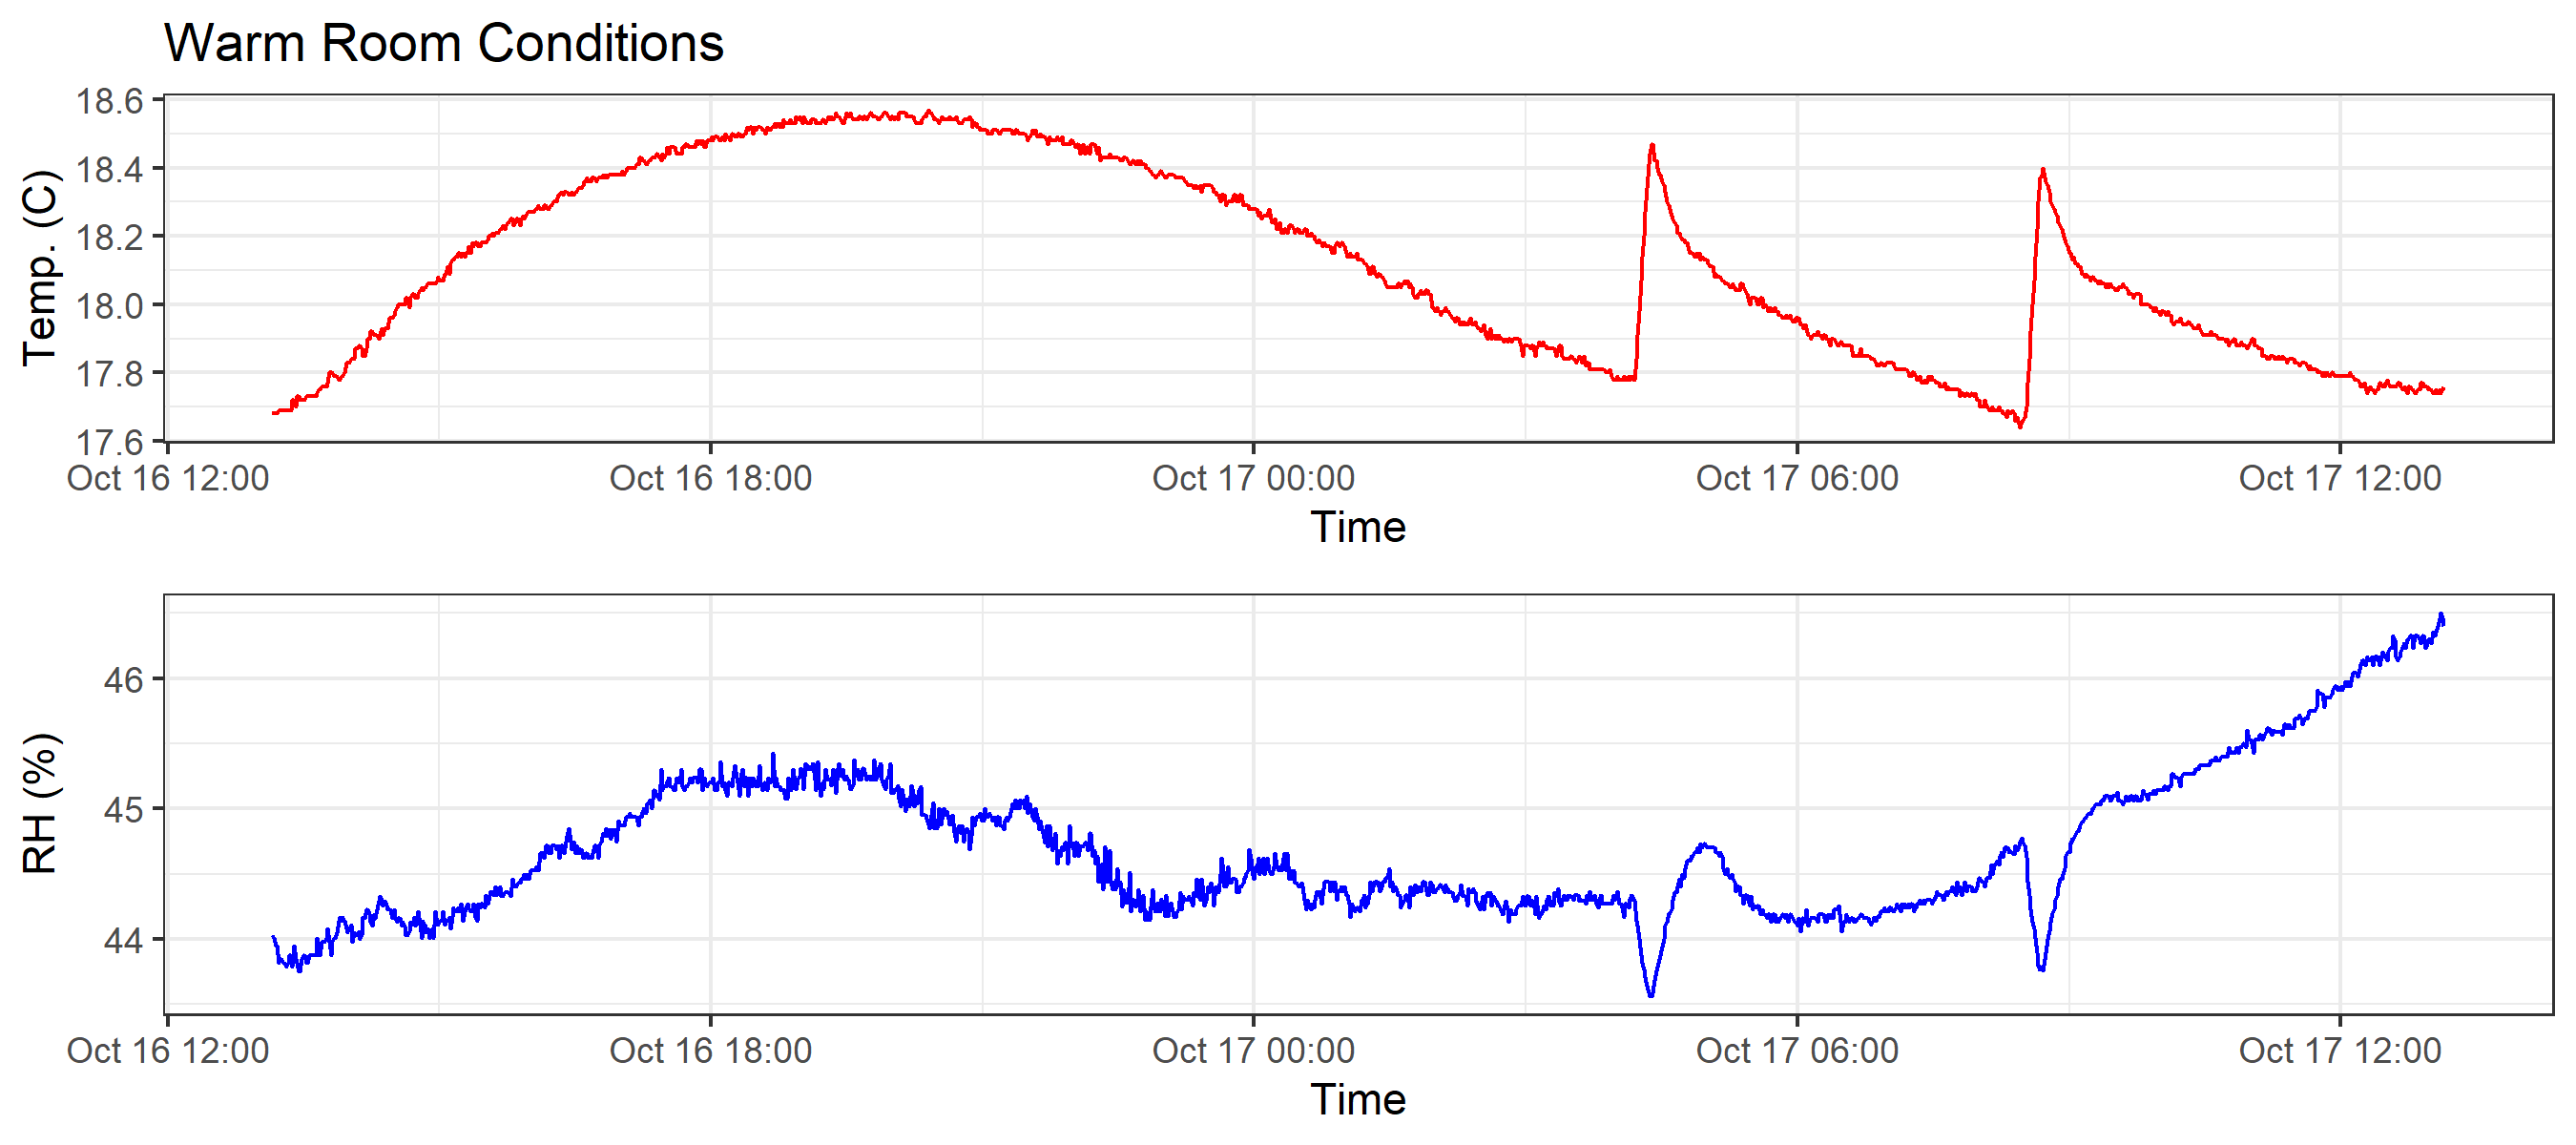 Warm Room Conditions
Temp. (C)
18.6
18.4
18.2
18.0
17.8
17.6
Oct 16 12:00 Oct 16 18:00 Oct 17 00:00 Oct 17 06:00 Oct 17 12:00
Time
RH (%)
46
45
44
Oct 16 12:00 Oct 16 18:00 Oct 17 00:00 Oct 17 06:00 Oct 17 12:00
Time